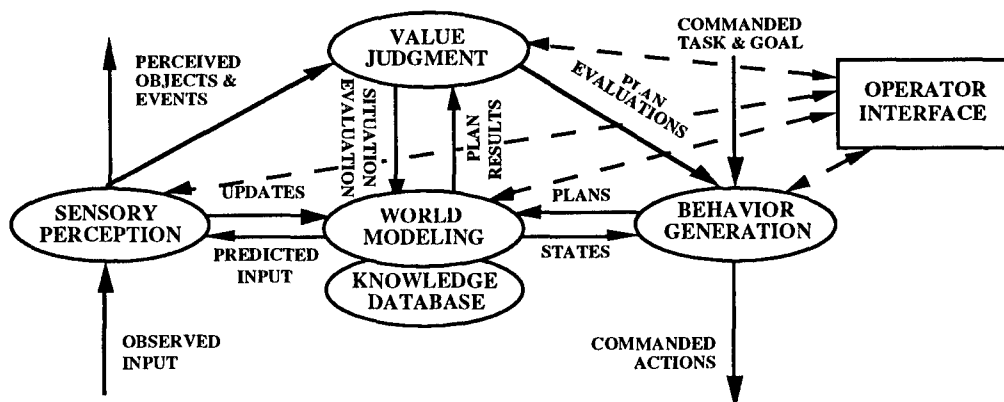 PERCEIVED
OBJECTS &
EVENTS
VALUE
JUDGMENT
COMMANDED
TASK & GOAL
OPERATOR
INTERFACE
SITUATION
EVALUATION
PLAN
RESULTS
PLAN
EVALUATIONS
UPDATES
SENSORY
PERCEPTION
WORLD
MODELING
PLANS
BEHAVIOR
GENERATION
PREDICTED
INPUT
STATES
KNOWLEDGE
DATABASE
OBSERVED
INPUT
COMMANDED
ACTIONS